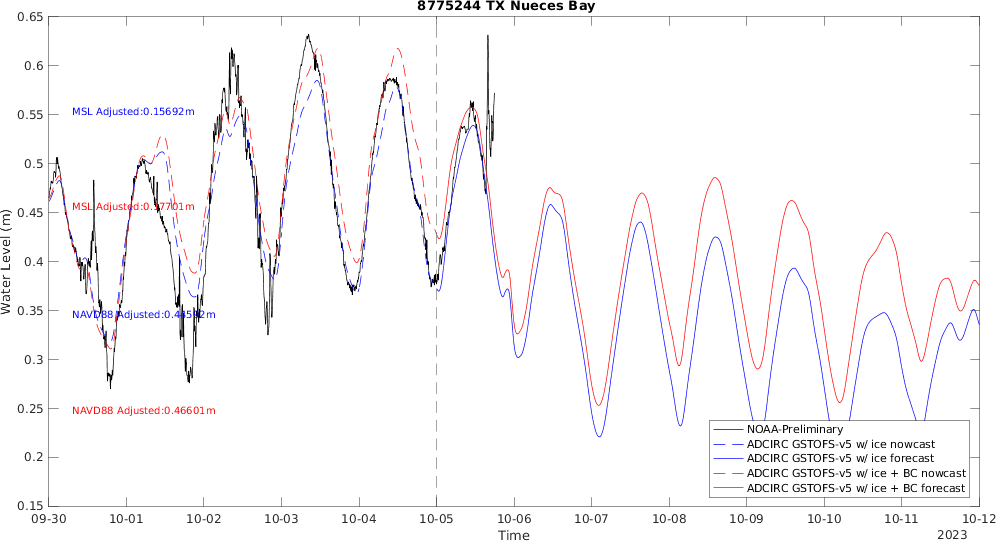 8775244 TX Nueces Bay
0.65
0.6
0.55
0.5
0.45
0.4
0.35
0.3
0.25
0.2
0.15
Water Level (m)
MSL Adjusted:0.15692m
MSL Adjusted:0.17701m
NAVD88 Adjusted:0.44592m
NAVD88 Adjusted:0.46601m
NOAA-Preliminary
ADCIRC GSTOFS-v5 w/ ice nowcast
ADCIRC GSTOFS-v5 w/ ice forecast
ADCIRC GSTOFS-v5 w/ ice + BC nowcast
ADCIRC GSTOFS-v5 w/ ice + BC forecast
09-30 10-01 10-02 10-03 10-04 10-05 10-06 10-07 10-08 10-09 10-10 10-11 10-12
Time
2023